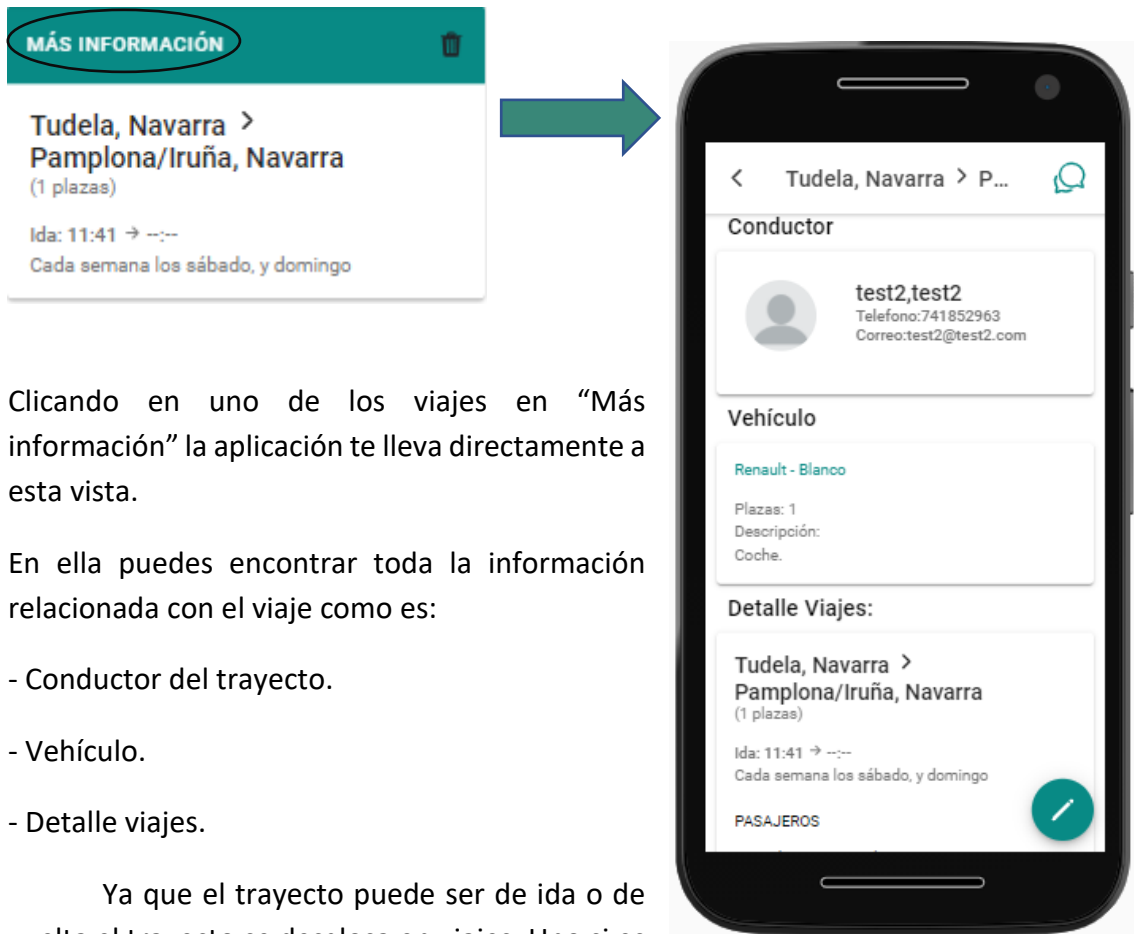 MÁS INFORMACIÓN
Tudela, Navarra >
Pamplona/Iruña, Navarra
(1 plazas)
Ida: 11:41 → --:--
Cada semana los sábado, y domingo
Clicando en uno de los viajes en “Más
información” la aplicación te lleva directamente a
esta vista.
En ella puedes encontrar toda la información
relacionada con el viaje como es:
- Conductor del trayecto.
- Vehículo.
- Detalle viajes.
Ya que el trayecto puede ser de ida o de
< Tudela, Navarra > P...
Conductor
test2,test2
Telefono:741852963
Correo:test2@test2.com
Vehículo
Renault - Blanco
Plazas: 1
Descripción:
Coche.
Detalle Viajes:
Tudela, Navarra >
Pamplona/Iruña, Navarra
(1 plazas)
Ida: 11:41 → --:--
Cada semana los sábado, y domingo
PASAJEROS